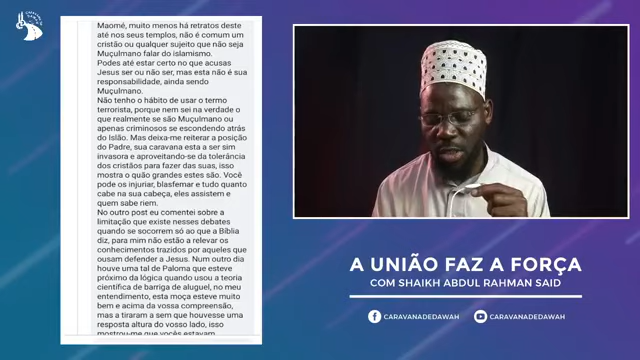 Maomé, muito menos há retratos deste
até nos seus templos, não é comum um
cristão ou qualquer sujeito que não seja
Muçulmano falar do islamismo.
Podes até estar certo no que acusas
Jesus ser ou não ser, mas esta não é sua
responsabilidade, ainda sendo
Muçulmano.
Não tenho o hábito de usar o termo
terrorista, porque nem sei na verdade o
que realmente se são Muçulmano ou
apenas criminosos se escondendo atrás
do Islão. Mas deixa-me reiterar a posição
do Padre, sua caravana esta a ser sim
invasora e aproveitando-se da tolerância
dos cristãos para fazer das suas, isso
mostra o quão grandes estes são. Você
pode os injuriar, blasfemar e tudo quanto
cabe na sua cabeça, eles assistem e
quem sabe riem.
No outro post eu comentei sobre a
limitação que existe nesses debates
quando se socorrem só ao que a Bíblia
diz, para mim não estão a relevar os
conhecimentos trazidos por aqueles que
ousam defender a Jesus. Num outro dia
houve uma tal de Paloma que esteve
próximo da lógica quando usou a teoria
científica de barriga de aluguel, no meu
entendimento, esta moça esteve muito
bem e acima da vossa compreensão,
mas a tiraram a sem que houvesse uma
resposta altura do vosso lado, isso
mostrou-me que vocês estavam
A UNIÃO FAZ A FORÇA
COM SHAIKH ABDUL RAHMAN SAID
CARAVANADEDAWAH
CARAVANADEDAWAH